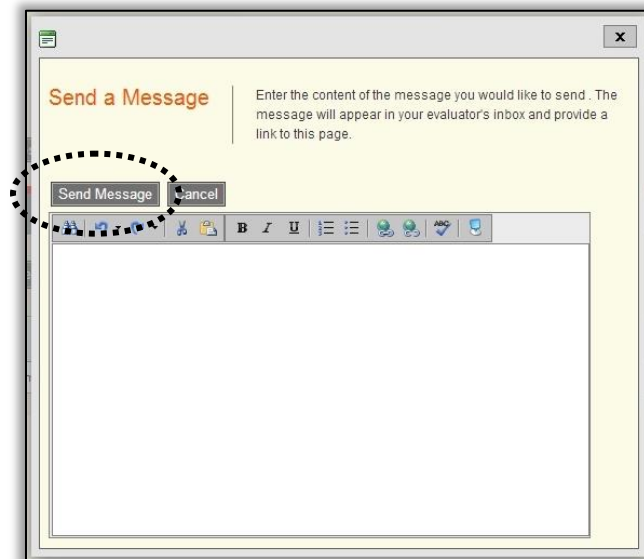 x
Send a Message
Enter the content of the message you would like to send . The
message will appear in your evaluator's inbox and provide a
link to this page.
Send Message Cancel
B I U ABC